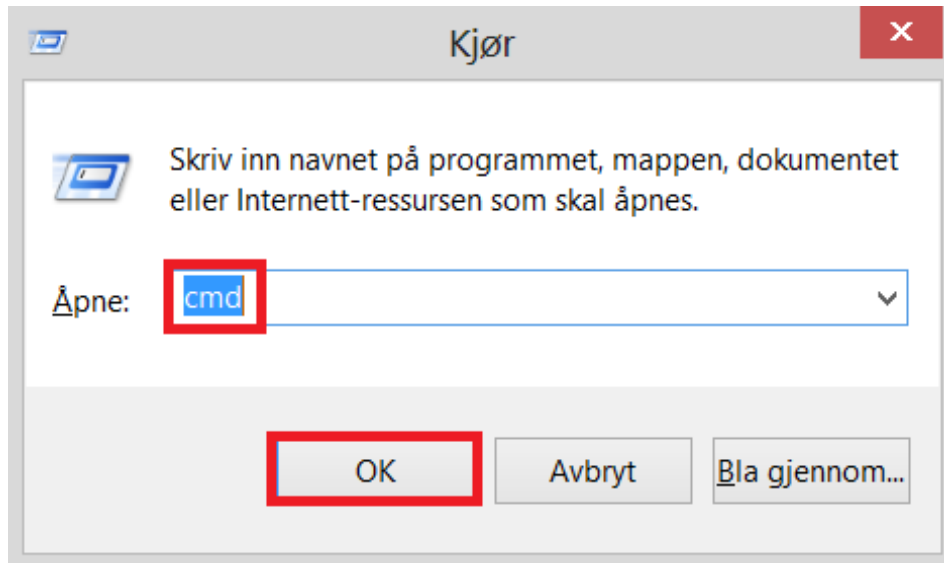 Kjør
Skriv inn navnet på programmet, mappen, dokumentet
eller Internett-ressursen som skal åpnes.
Åpne: cmd
OK Avbryt Bla gjennom...